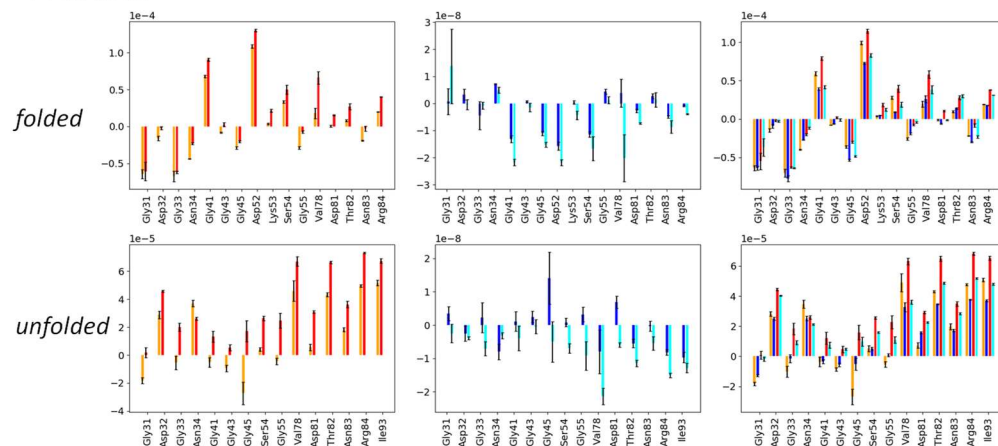 1e−4
1e−8
1e−4
folded
1.0
0.5
0.0
−0.5
3
2
1
0
−1
−2
−3
1.0
0.5
0.0
−0.5
Gly31 Asp32 Gly33 Asn34 Gly41 Gly43 Gly45 Asp52 Lys53 Ser54 Gly55 Val78 Asp81 Thr82 Asn83 Arg84
Gly31 Asp32 Gly33 Asn34 Gly41 Gly43 Gly45 Asp52 Lys53 Ser54 Gly55 Val78 Asp81 Thr82 Asn83 Arg84
Gly31 Asp32 Gly33 Asn34 Gly41 Gly43 Gly45 Asp52 Lys53 Ser54 Gly55 Val78 Asp81 Thr82 Asn83 Arg84
1e−5
1e−8
1e−5
unfolded
6
4
2
0
−2
−4
2
1
0
−1
−2
6
4
2
0
−2
Gly31 Asp32 Gly33 Asn34 Gly41 Gly43 Gly45 Ser54 Gly55 Val78 Asp81 Thr82 Asn83 Arg84 Ile93
Gly31 Asp32 Gly33 Asn34 Gly41 Gly43 Gly45 Ser54 Gly55 Val78 Asp81 Thr82 Asn83 Arg84 Ile93
Gly31 Asp32 Gly33 Asn34 Gly41 Gly43 Gly45 Ser54 Gly55 Val78 Asp81 Thr82 Asn83 Arg84 Ile93